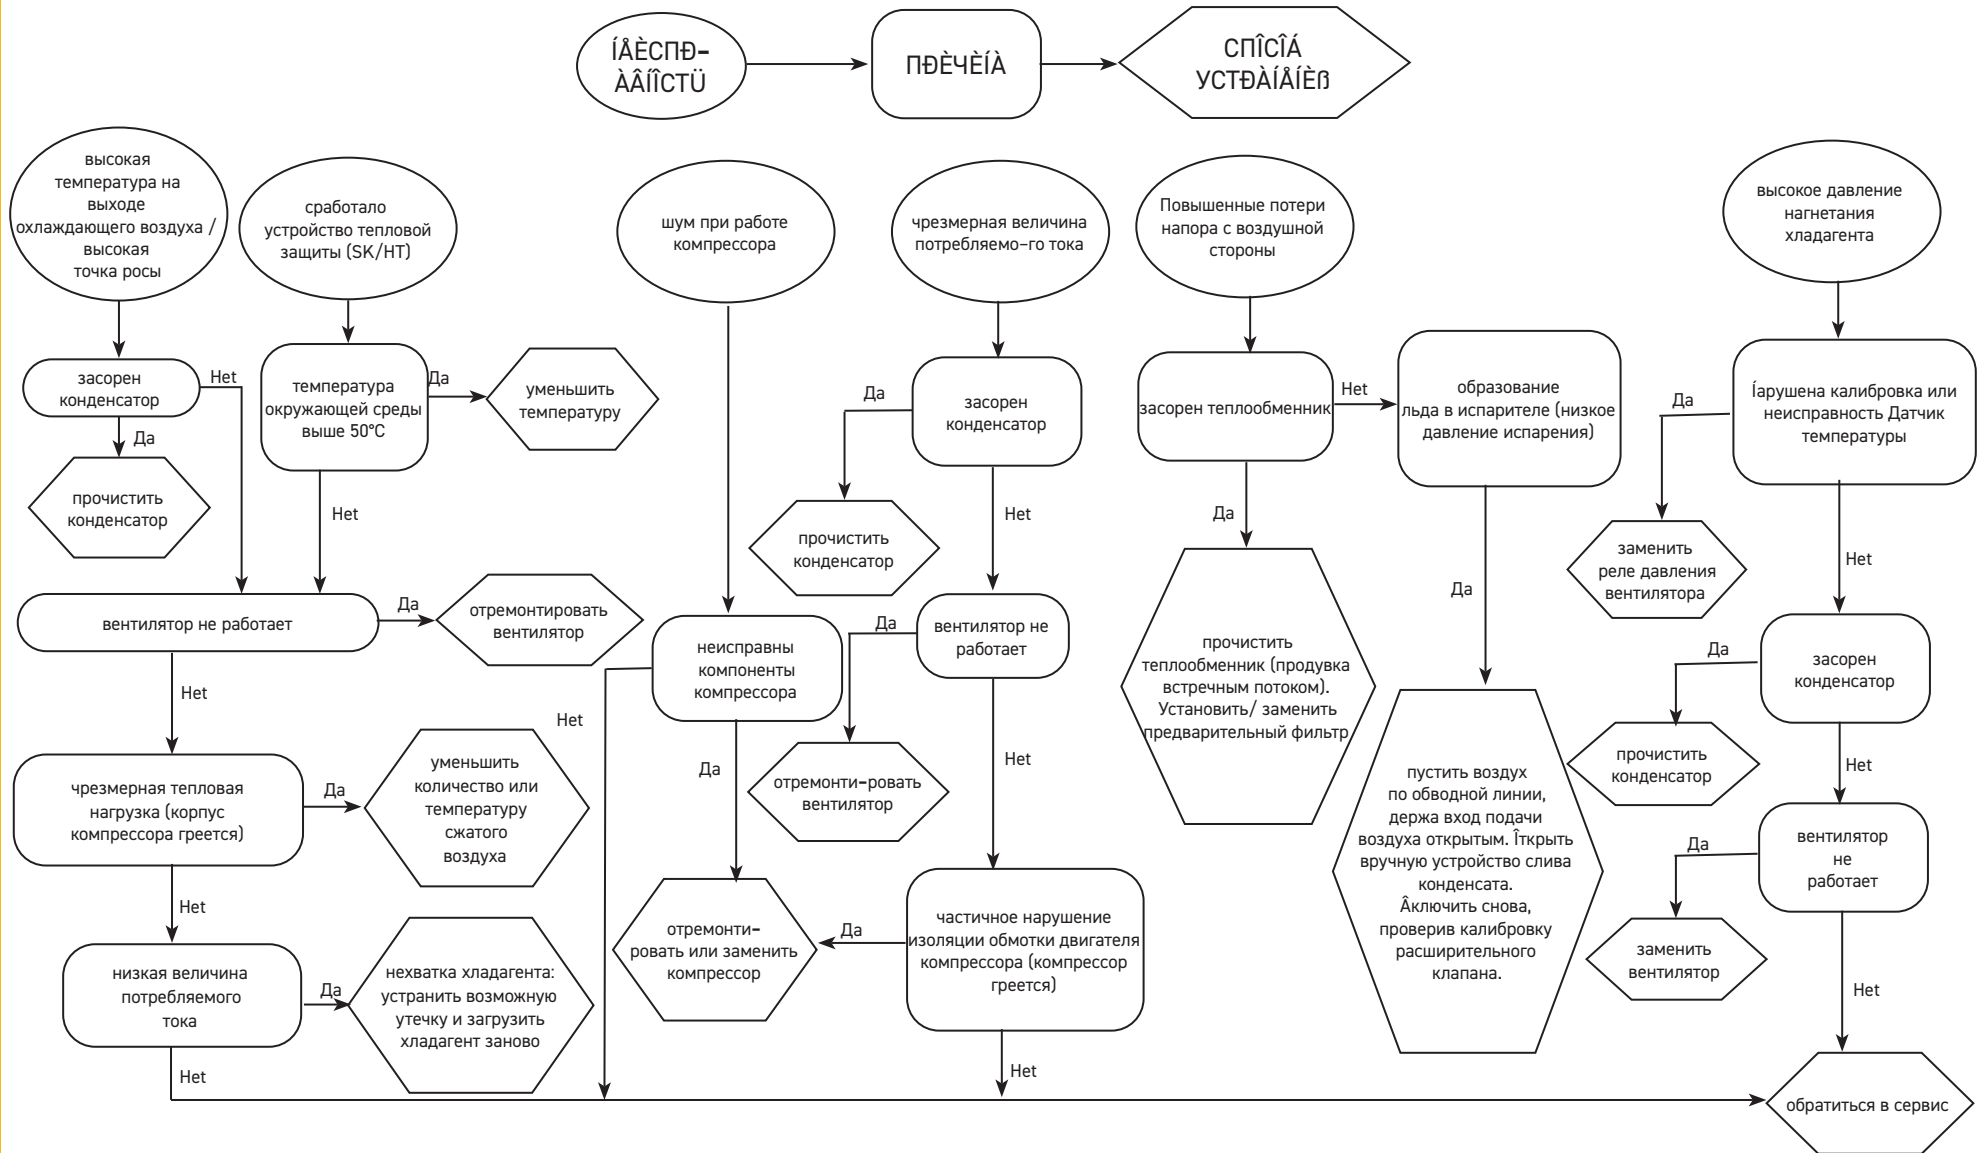 ÍÅÈСПÐ–
ÀÂÍÎСТÜ
ПÐÈЧÈÍÀ
СПÎСÎÁ
УСТÐÀÍÅÍÈß
высокая
температура на
выходе
охлаждающего воздуха /
высокая
точка росы
сработало
устройство тепловой
защиты (SK/HT)
шум при работе
компрессора
чрезмерная величина
потребляемо-го тока
Повышенные потери
напора с воздушной
стороны
высокое давление
нагнетания
хладагента
засорен
конденсатор
Нет
Да
прочистить
конденсатор
температура
окружающей среды
выше 50°C
Да
уменьшить
температуру
Нет
вентилятор не работает
Да
отремонтировать
вентилятор
Нет
чрезмерная тепловая
нагрузка (корпус
компрессора греется)
Да
уменьшить
количество или
температуру
сжатого
воздуха
Нет
низкая величина
потребляемого
тока
Да
нехватка хладагента:
устранить возможную
утечку и загрузить
хладагент заново
Нет
неисправны
компоненты
компрессора
Нет
Да
отремонти–
ровать или заменить
компрессор
засорен
конденсатор
Да
прочистить
конденсатор
Нет
вентилятор не
работает
Да
отремонти-ровать
вентилятор
Нет
частичное нарушение
изоляции обмотки двигателя
компрессора (компрессор
греется)
Да
Нет
засорен теплообменник
Нет
Да
прочистить
теплообменник (продувка
встречным потоком).
Установить/ заменить
предварительный фильтр
образование
льда в испарителе (низкое
давление испарения)
Да
пустить воздух
по обводной линии,
держа вход подачи
воздуха открытым. Îткрыть
вручную устройство слива
конденсата.
Âключить снова,
проверив калибровку
расширительного
клапана.
Íарушена калибровка или
неисправность Датчик
температуры
Да
заменить
реле давления
вентилятора
Нет
засорен
конденсатор
Да
прочистить
конденсатор
Нет
вентилятор
не
работает
Да
заменить
вентилятор
Нет
обратиться в сервис